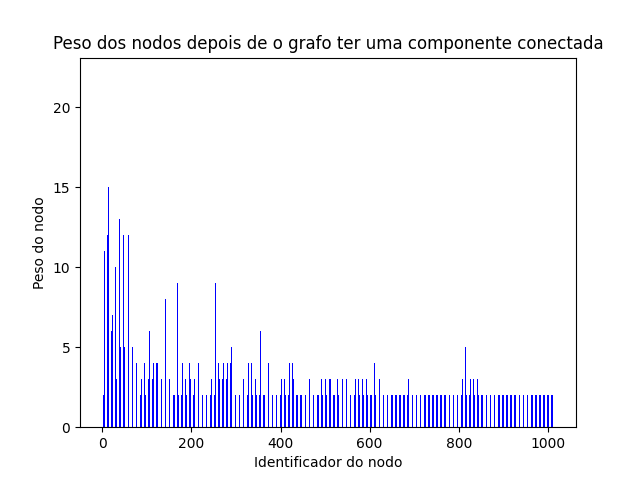 Peso dos nodos depois de o grafo ter uma componente conectada
20
15
10
5
0
Peso do nodo
0 200 400 600 800 1000
Identificador do nodo